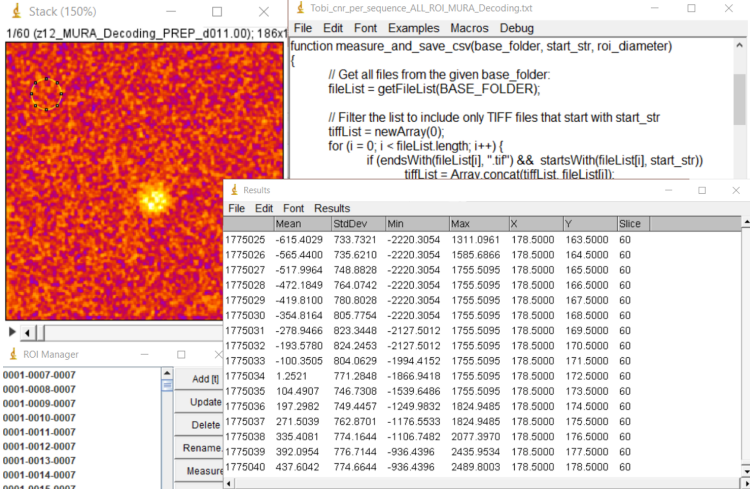 Stack (150%)
1/60 (z12_MURA_Decoding_PREP_d011.00); 186x1
Tobi_cnr_per_sequence_ALL_ROI_MURA_Decoding.txt
File Edit Font Examples Macros Debug
function measure_and_save_csv(base_folder, start_str, roi_diameter)
{
// Get all files from the given base_folder:
fileList = getFileList(BASE_FOLDER);
// Filter the list to include only TIFF files that start with start_str
tiffList = newArray(0);
for (i = 0; i < fileList.length; i++) {
if (endsWith(fileList[i], ".tif") && startsWith(fileList[i], start_str))
tiffList = Array.concat(tiffList, fileList[i]);
Results
File Edit Font Results
Mean StdDev Min Max X Y Slice
1775025 -615.4029 733.7321 -2220.3054 1311.0961 178.5000 163.5000 60
1775026 -565.4400 735.6210 -2220.3054 1585.6866 178.5000 164.5000 60
1775027 -517.9964 748.8828 -2220.3054 1755.5095 178.5000 165.5000 60
1775028 -472.1849 764.0742 -2220.3054 1755.5095 178.5000 166.5000 60
1775029 -419.8100 780.8028 -2220.3054 1755.5095 178.5000 167.5000 60
1775030 -354.8164 805.7754 -2220.3054 1755.5095 178.5000 168.5000 60
1775031 -278.9466 823.3448 -2127.5012 1755.5095 178.5000 169.5000 60
1775032 -193.5780 824.2453 -2127.5012 1755.5095 178.5000 170.5000 60
1775033 -100.3505 804.0629 -1994.4152 1755.5095 178.5000 171.5000 60
1775034 1.2521 771.2848 -1866.9418 1755.5095 178.5000 172.5000 60
1775035 104.4907 746.7308 -1539.6486 1755.5095 178.5000 173.5000 60
1775036 197.2982 749.4457 -1249.9832 1824.9485 178.5000 174.5000 60
1775037 271.5039 762.8701 -1176.5533 1824.9485 178.5000 175.5000 60
1775038 335.4081 774.1644 -1106.7482 2077.3970 178.5000 176.5000 60
1775039 392.0954 776.7144 -936.4396 2435.9534 178.5000 177.5000 60
1775040 437.6042 774.6644 -936.4396 2489.8003 178.5000 178.5000 60
ROI Manager
0001-0007-0007
0001-0008-0007
0001-0009-0007
0001-0010-0007
0001-0011-0007
0001-0012-0007
0001-0013-0007
0001-0014-0007
0001-0015-0007
Add [t]
Update
Delete
Rename.
Measure